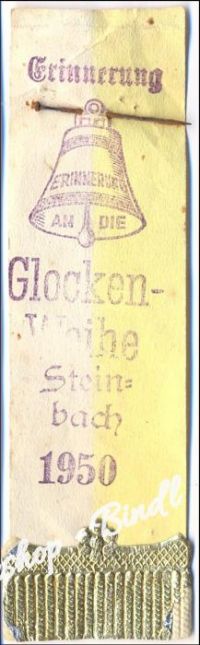 Erinnerung
ERINNERUNG
AN DIE
Glocken-
Weihe
Stein=
bach
1950
shop Bindl